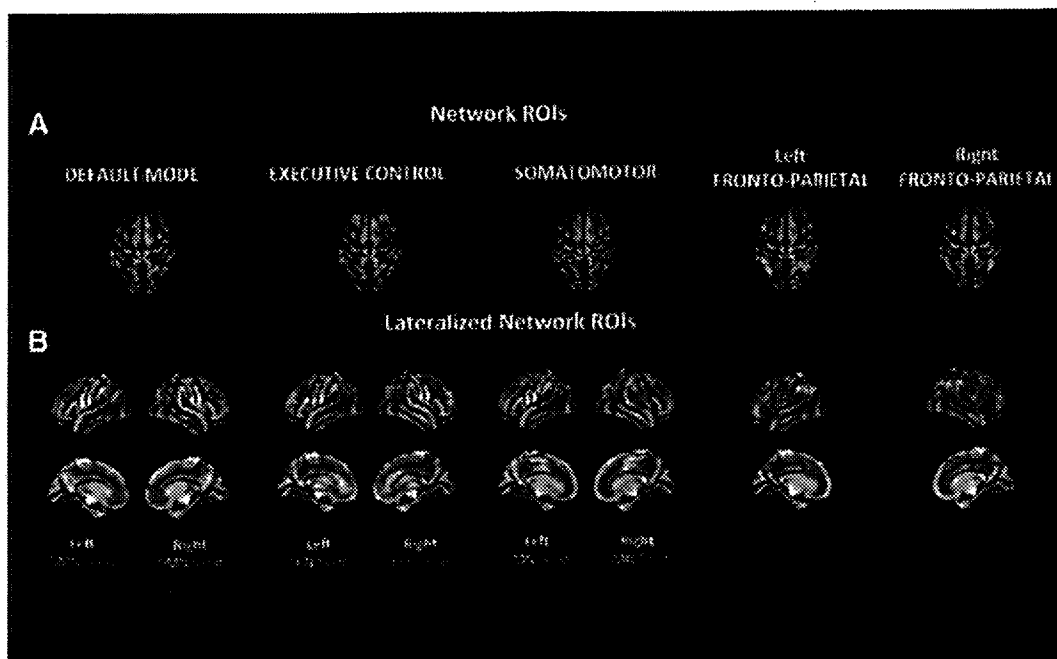 A
Network ROIs
DEFAULT MODE
EXECUTIVE CONTROL
SOMATOMOTOR
Left
FRONTO-PARIETAL
Right
FRONTO-PARIETAL
B
Lateralized Network ROIs
Left
Right
Left
Right
Left
Right